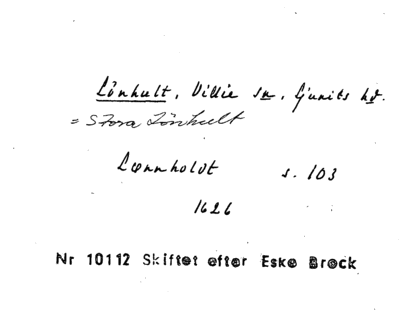 Lönhult, Villie sn, Ljunits hd.
= Stora Lönhult
Lønnholdt s. 103
1626
Nr 10112 Skiftet efter Eske Brock